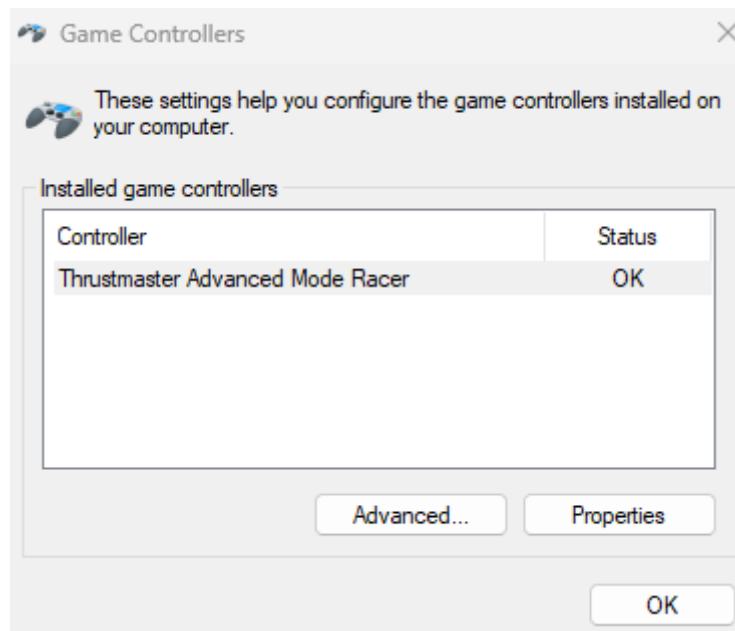 Game Controllers
These settings help you configure the game controllers installed on
your computer.
Installed game controllers
Controller Status
Thrustmaster Advanced Mode Racer OK
Advanced... Properties
OK